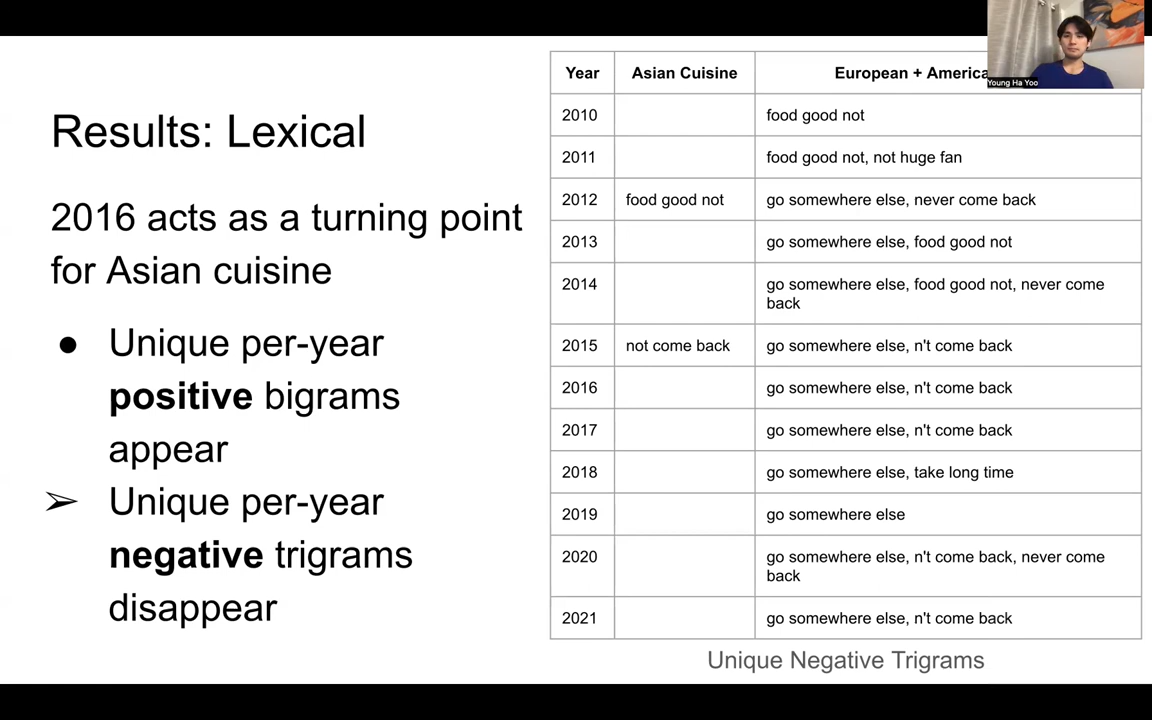 Results: Lexical
2016 acts as a turning point
for Asian cuisine
● Unique per-year
positive bigrams
appear
➢ Unique per-year
negative trigrams
disappear
Year Asian Cuisine European +
2010 food good not
2011 food good not, not huge fan
2012 food good not go somewhere else, never come back
2013 go somewhere else, food good not
2014 go somewhere else, food good not, never come
back
2015 not come back go somewhere else, n't come back
2016 go somewhere else, n't come back
2017 go somewhere else, n't come back
2018 go somewhere else, take long time
2019 go somewhere else
2020 go somewhere else, n't come back, never come
back
2021 go somewhere else, n't come back
Unique Negative Trigrams
Young Ha Yoo